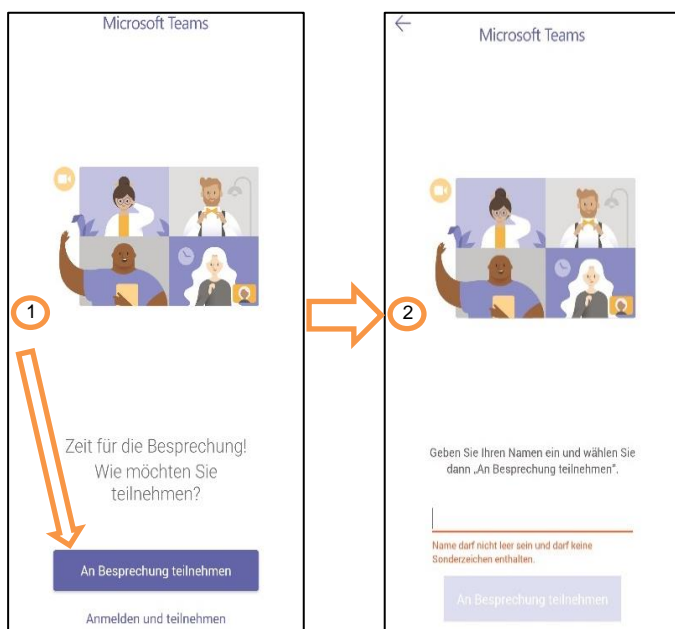 Microsoft Teams
1
Zeit für die Besprechung!
Wie möchten Sie
teilnehmen?
An Besprechung teilnehmen
Anmelden und teilnehmen
Microsoft Teams
2
Geben Sie Ihren Namen ein und wählen Sie
dann „An Besprechung teilnehmen“.
Name darf nicht leer sein und darf keine
Sonderzeichen enthalten.
An Besprechung teilnehmen